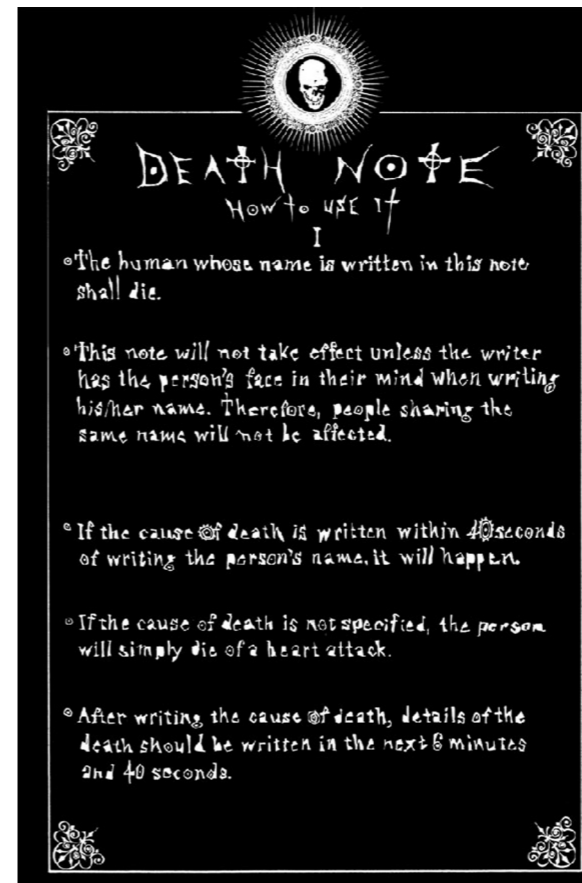 DEATH NOTE
How to use it
I
The human whose name is written in this note
shall die.
This note will not take effect unless the writer
has the person's face in their mind when writing
his/her name. Therefore, people sharing the
same name will not be affected.
If the cause of death is written within 40 seconds
of writing the person's name, it will happen.
If the cause of death is not specified, the person
will simply die of a heart attack.
After writing the cause of death, details of the
death should be written in the next 6 minutes
and 40 seconds.